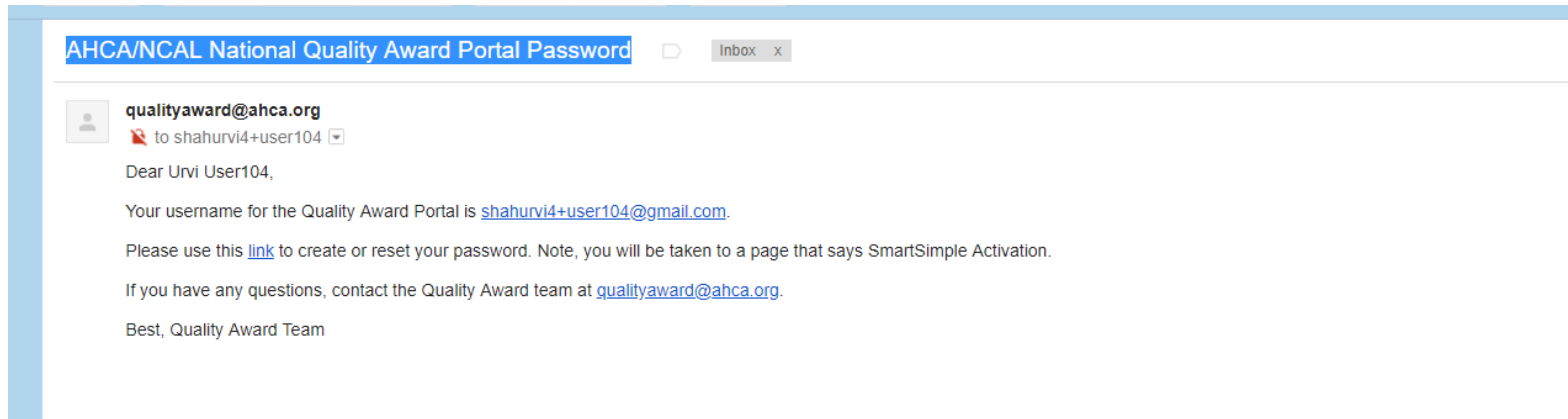 AHCA/NCAL National Quality Award Portal Password Inbox x
qualityaward@ahca.org
to shahurvi4+user104
Dear Urvi User104,
Your username for the Quality Award Portal is shahurvi4+user104@gmail.com.
Please use this link to create or reset your password. Note, you will be taken to a page that says SmartSimple Activation.
If you have any questions, contact the Quality Award team at qualityaward@ahca.org.
Best, Quality Award Team